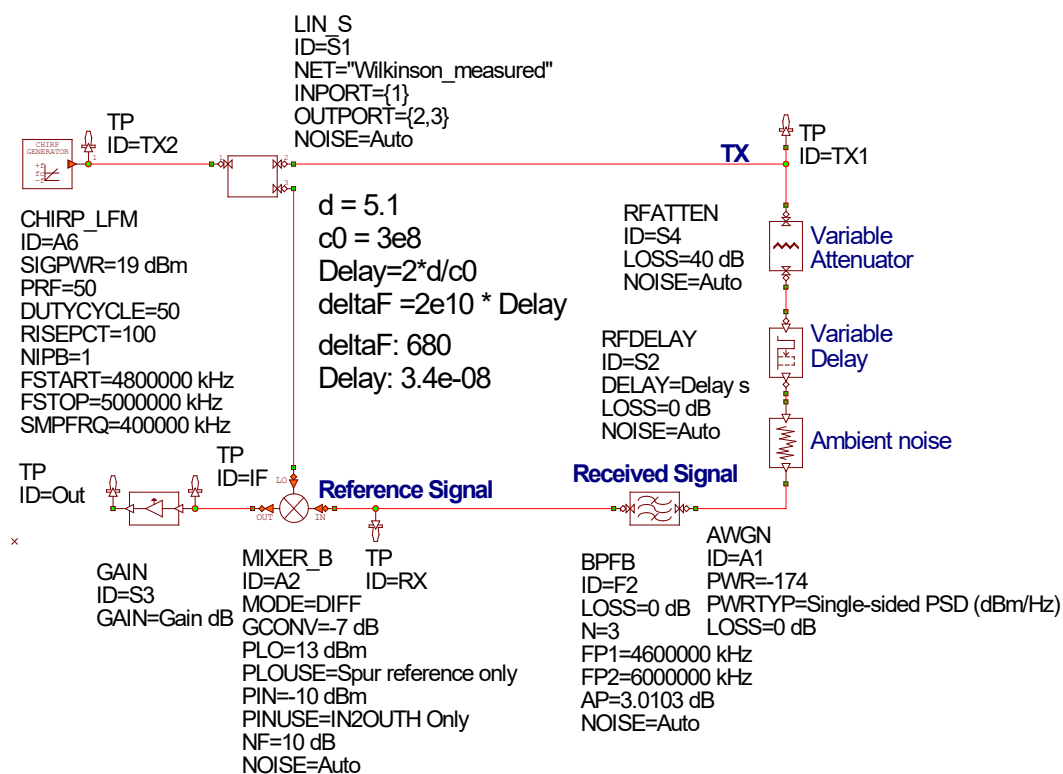 LIN_S
ID=S1
NET="Wilkinson_measured"
INPORT={1}
OUTPORT={2,3}
NOISE=Auto
TP
ID=TX2
CHIRP
GENERATOR
+f
fc
-f
1
1
2
3
TX
TP
ID=TX1
CHIRP_LFM
ID=A6
SIGPWR=19 dBm
PRF=50
DUTYCYCLE=50
RISEPCT=100
NIPB=1
FSTART=4800000 kHz
FSTOP=5000000 kHz
SMPFRQ=400000 kHz
d = 5.1
c0 = 3e8
Delay=2*d/c0
deltaF =2e10 * Delay
deltaF: 680
Delay: 3.4e-08
RFATTEN
ID=S4
LOSS=40 dB
NOISE=Auto
Variable
Attenuator
RFDELAY
ID=S2
DELAY=Delay s
LOSS=0 dB
NOISE=Auto
Variable
Delay
Ambient noise
TP
ID=Out
TP
ID=IF
LO
OUT
IN
Reference Signal
Received Signal
GAIN
ID=S3
GAIN=Gain dB
MIXER_B
ID=A2
MODE=DIFF
GCONV=-7 dB
PLO=13 dBm
PLOUSE=Spur reference only
PIN=-10 dBm
PINUSE=IN2OUTH Only
NF=10 dB
NOISE=Auto
TP
ID=RX
BPFB
ID=F2
LOSS=0 dB
N=3
FP1=4600000 kHz
FP2=6000000 kHz
AP=3.0103 dB
NOISE=Auto
AWGN
ID=A1
PWR=-174
PWRTYP=Single-sided PSD (dBm/Hz)
LOSS=0 dB